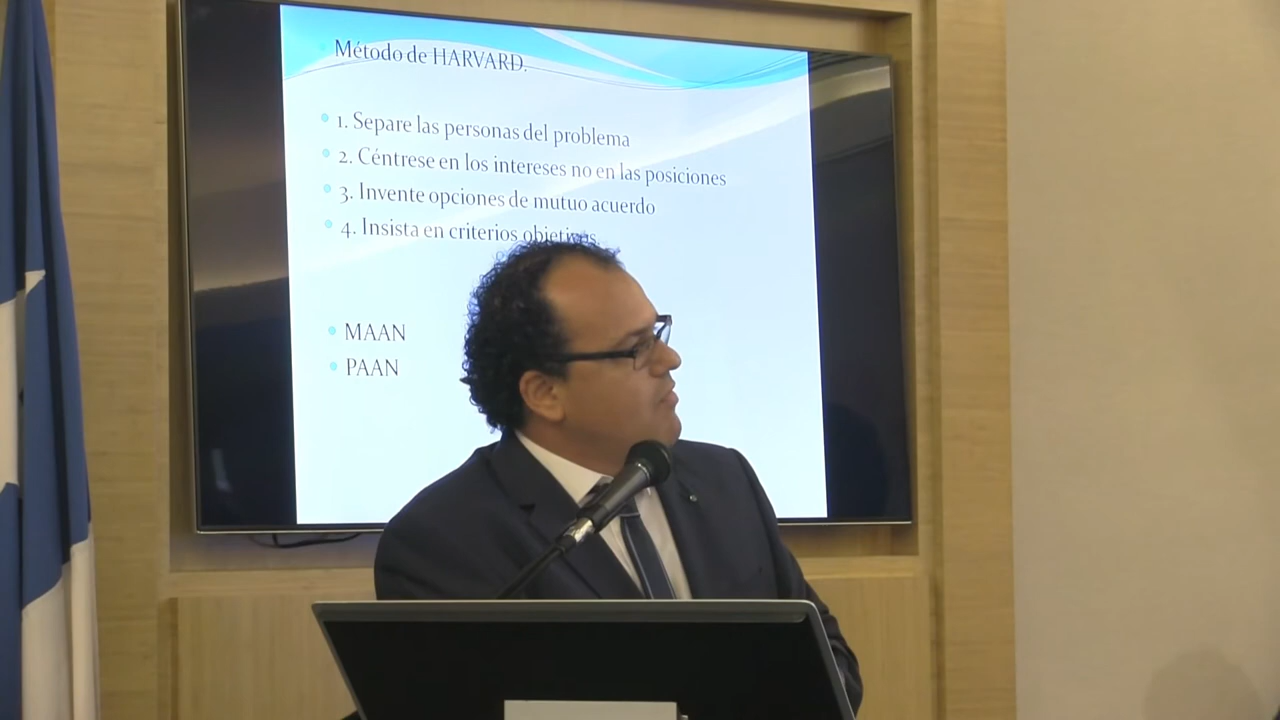 Método de HARVARD.
1. Separe las personas del problema
2. Céntrese en los intereses no en las posiciones
3. Invente opciones de mutuo acuerdo
4. Insista en criterios objetivos.
MAAN
PAAN